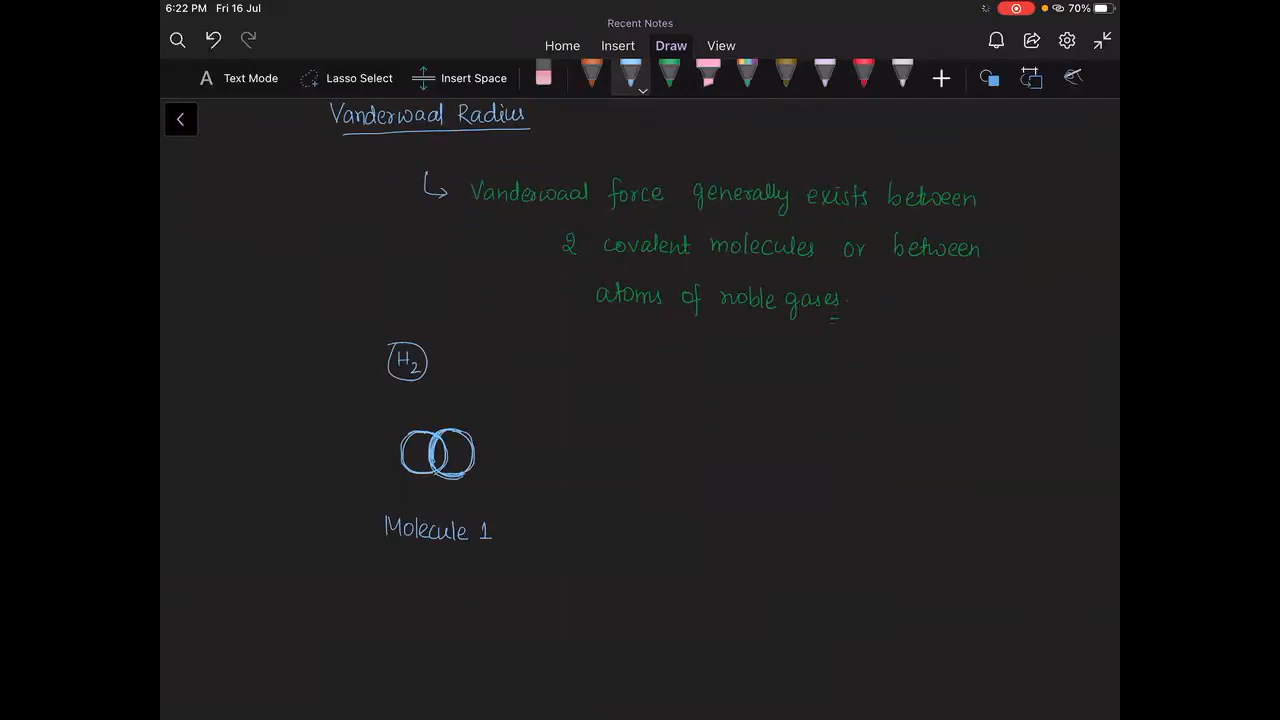 6:22 PM Fri 16 Jul
70%
Recent Notes
Home Insert Draw View
A Text Mode Lasso Select Insert Space
Vanderwaal Radius
Vanderwaal force generally exists between
2 covalent molecules or between
atoms of noble gases.
H2
Molecule 1